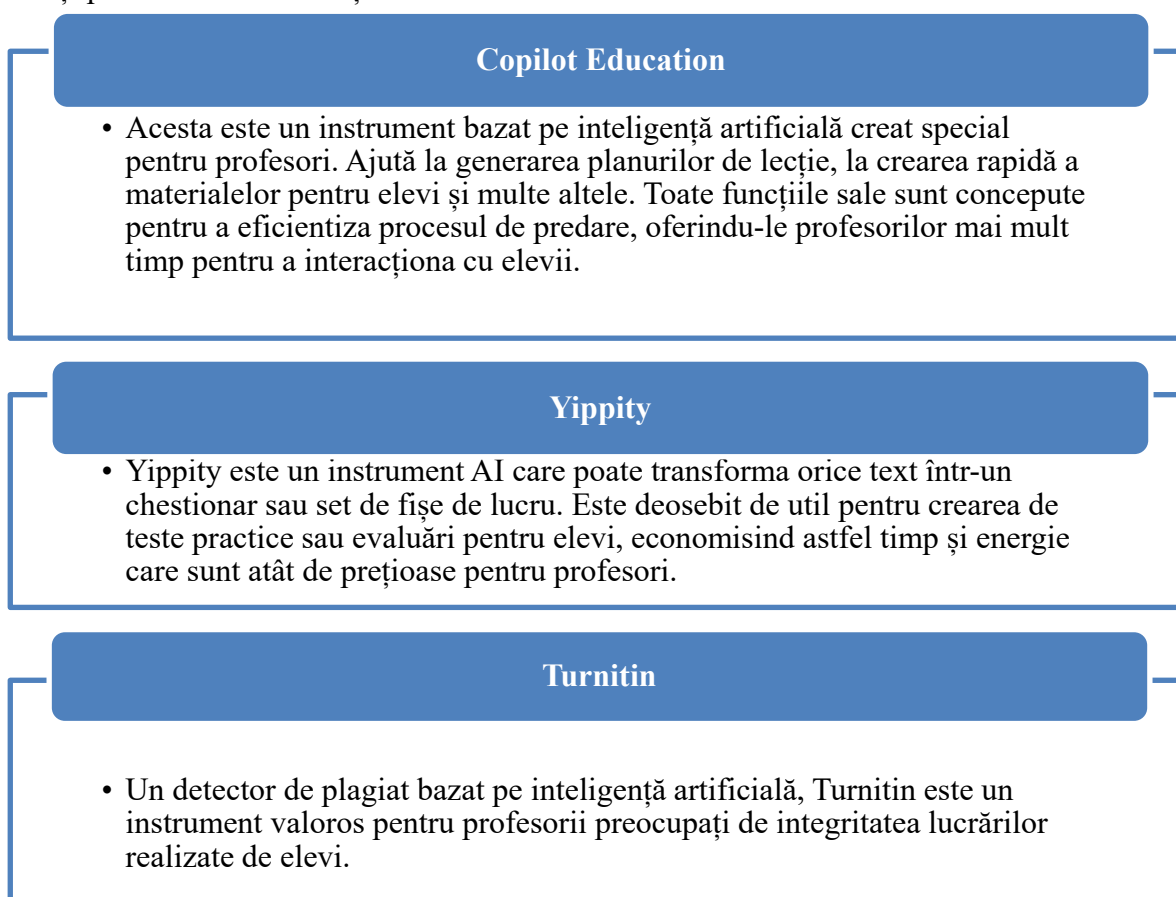 Copilot Education
• Acesta este un instrument bazat pe inteligență artificială creat special
pentru profesori. Ajută la generarea planurilor de lecție, la crearea rapidă a
materialelor pentru elevi și multe altele. Toate funcțiile sale sunt concepute
pentru a eficientiza procesul de predare, oferindu-le profesorilor mai mult
timp pentru a interacționa cu elevii.
Yippity
• Yippity este un instrument AI care poate transforma orice text într-un
chestionar sau set de fișe de lucru. Este deosebit de util pentru crearea de
teste practice sau evaluări pentru elevi, economisind astfel timp și energie
care sunt atât de prețioase pentru profesori.
Turnitin
• Un detector de plagiat bazat pe inteligență artificială, Turnitin este un
instrument valoros pentru profesorii preocupați de integritatea lucrărilor
realizate de elevi.